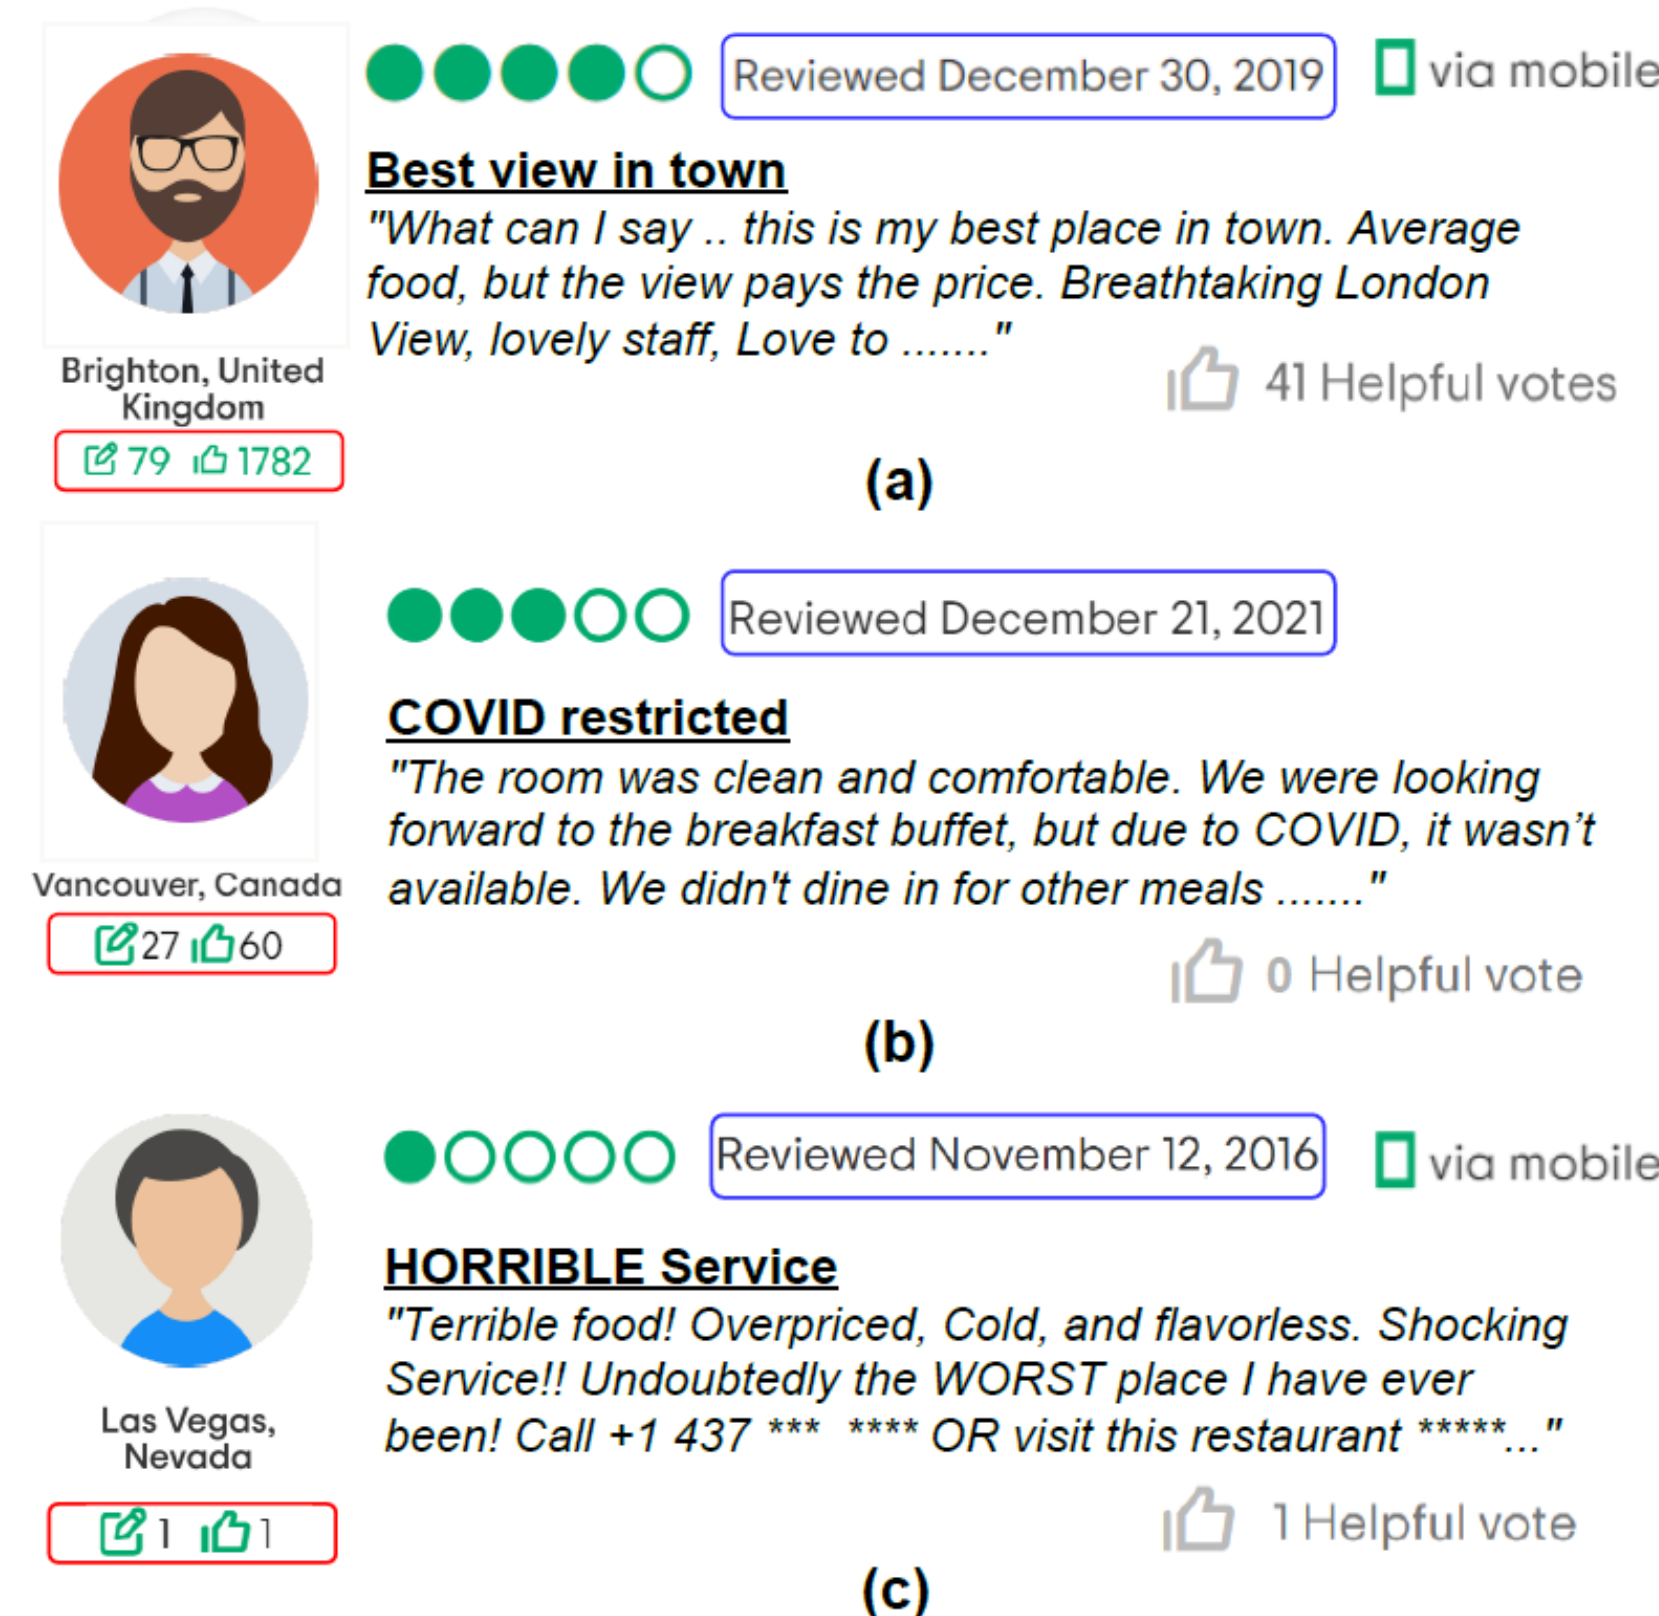 Reviewed December 30, 2019
via mobile
Best view in town
"What can I say .. this is my best place in town. Average
food, but the view pays the price. Breathtaking London
View, lovely staff, Love to ......."
Brighton, United
Kingdom
79 1782
41 Helpful votes
(a)
Reviewed December 21, 2021
COVID restricted
"The room was clean and comfortable. We were looking
forward to the breakfast buffet, but due to COVID, it wasn’t
available. We didn't dine in for other meals ......."
Vancouver, Canada
27 60
0 Helpful vote
(b)
Reviewed November 12, 2016
via mobile
HORRIBLE Service
"Terrible food! Overpriced, Cold, and flavorless. Shocking
Service!! Undoubtedly the WORST place I have ever
been! Call +1 437 *** **** OR visit this restaurant *****..."
Las Vegas,
Nevada
1 1
1 Helpful vote
(c)